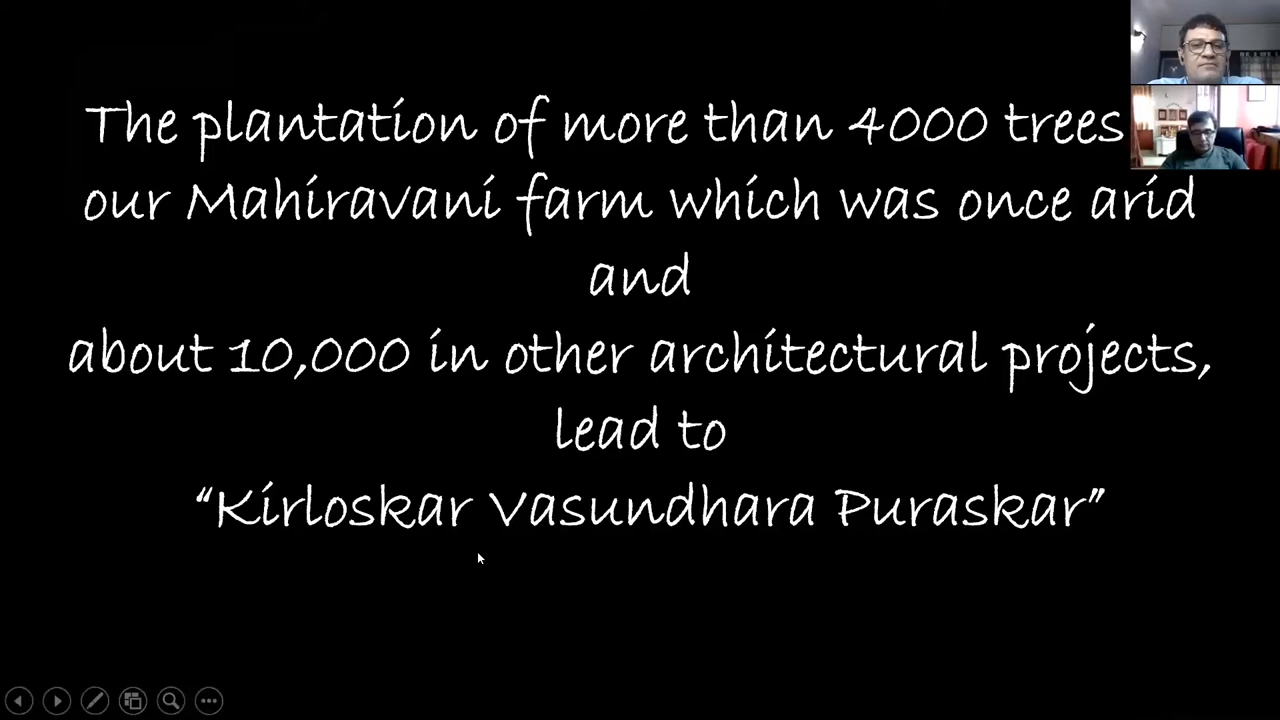 The plantation of more than 4000 trees
our Mahiravani farm which was once arid
and
about 10,000 in other architectural projects,
lead to
“Kirloskar Vasundhara Puraskar”